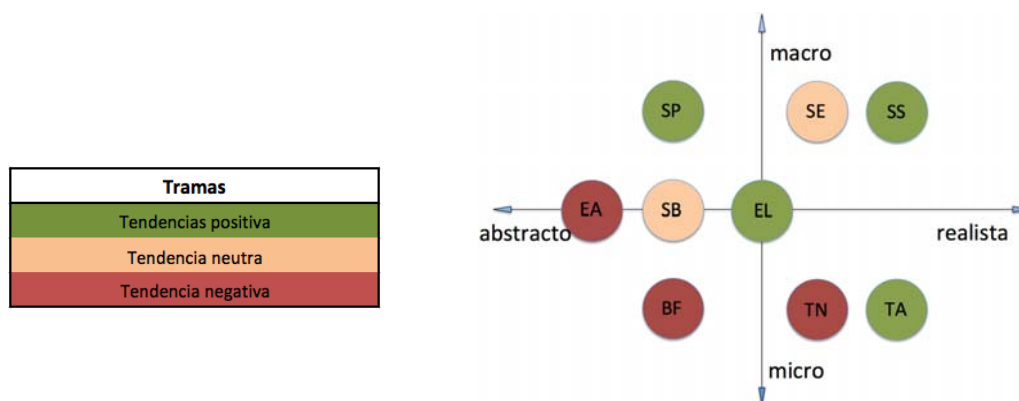 Tramas
Tendencias positiva
Tendencia neutra
Tendencia negativa
macro
SP
SE
SS
EA
SB
EL
abstracto
realista
BF
TN
TA
micro